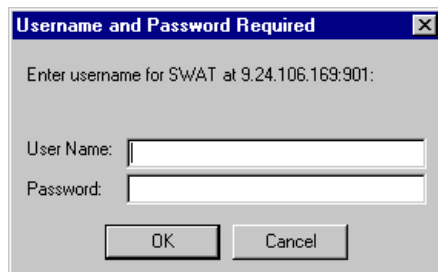 Username and Password Required
Enter username for SWAT at 9.24.106.169:901:
User Name:
Password:
OK Cancel